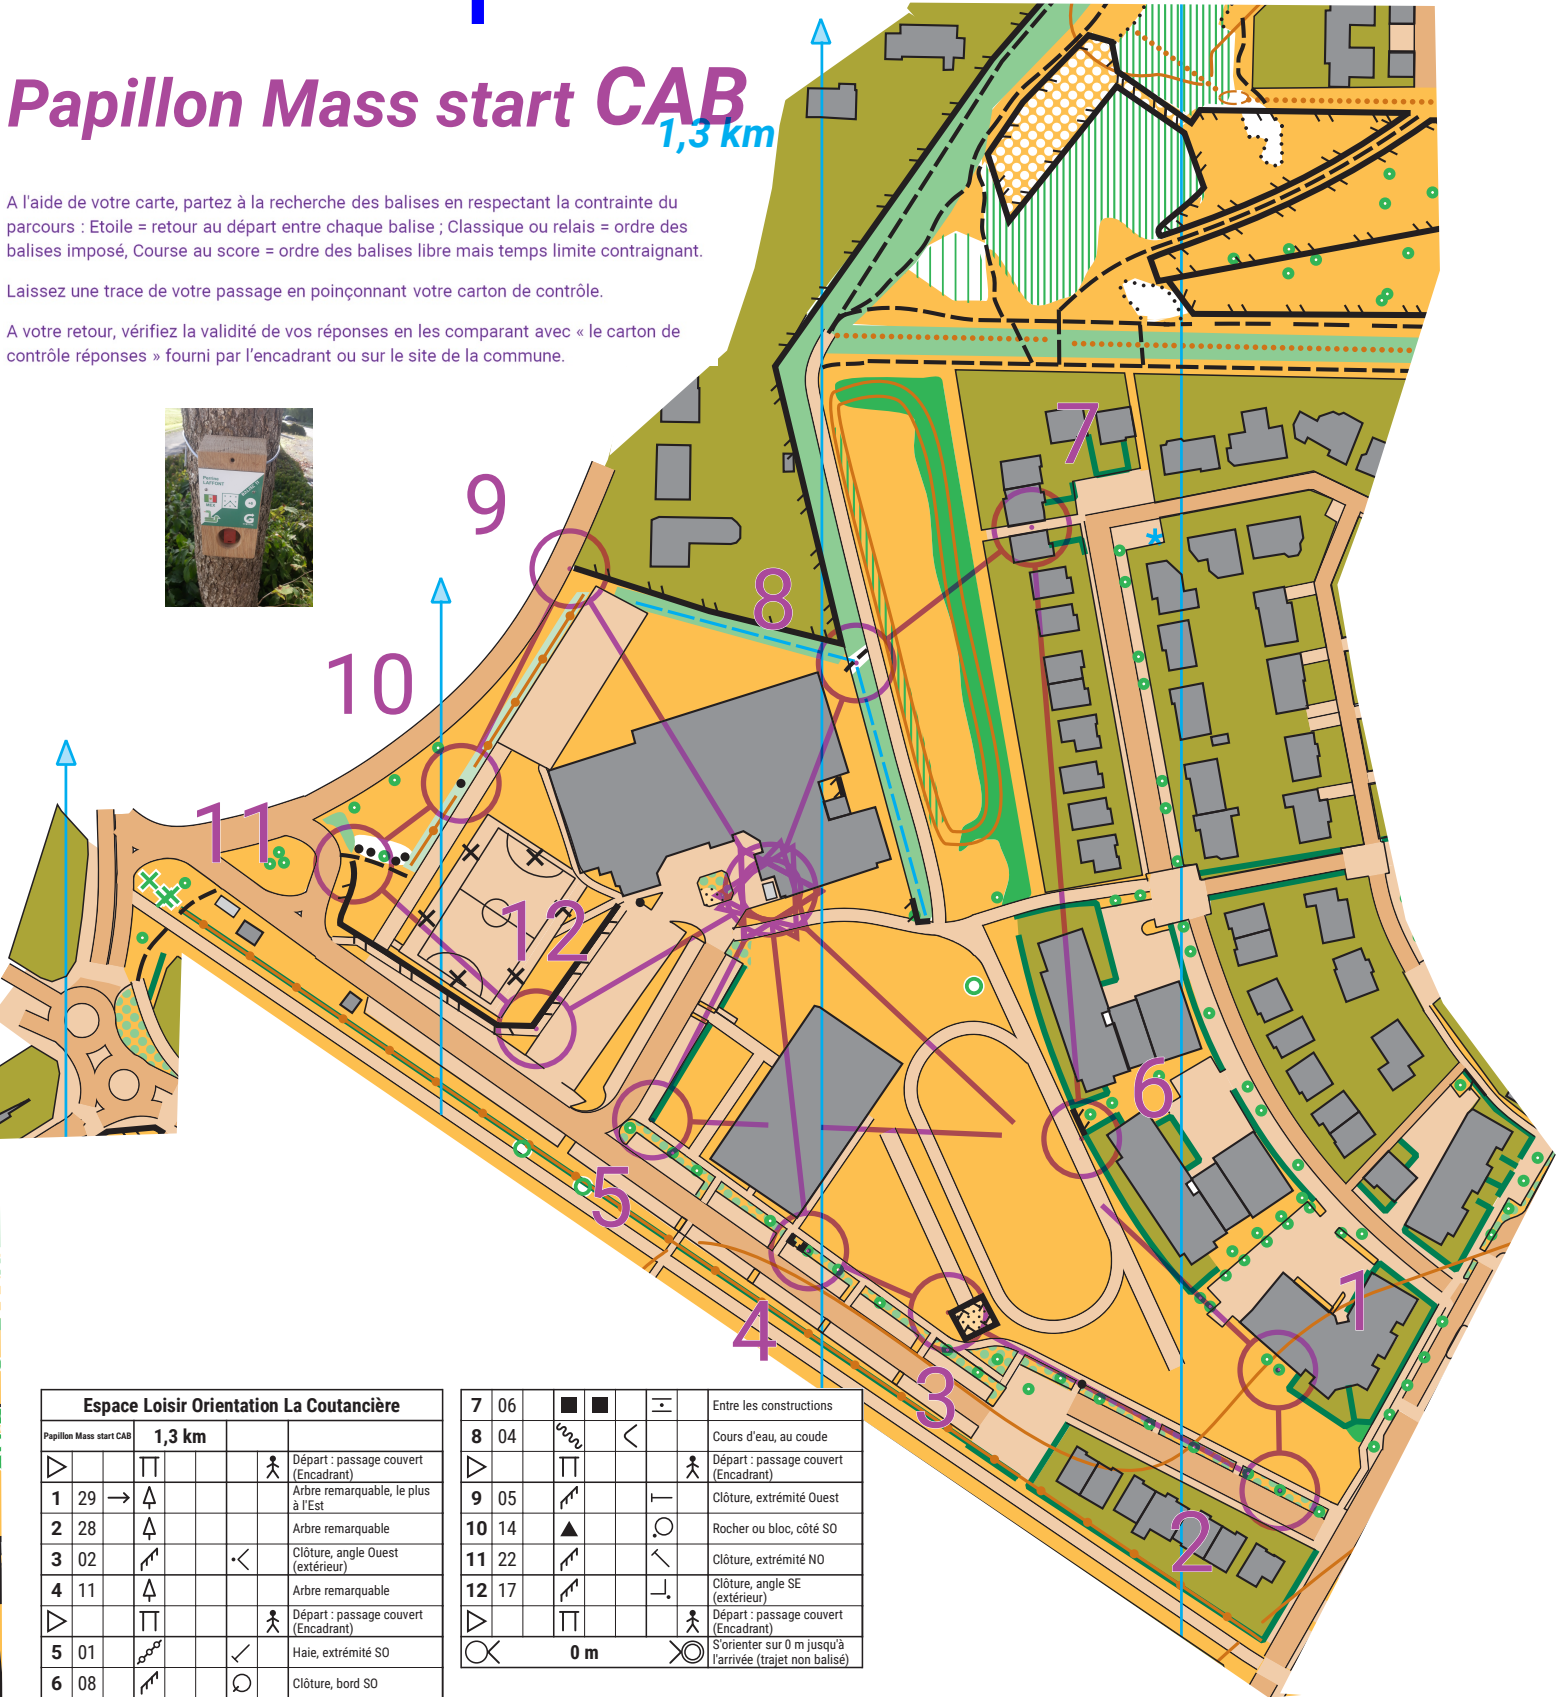 Papillon Mass start CAB
1,3 km
A l'aide de votre carte, partez à la recherche des balises en respectant la contrainte du
parcours : Etoile = retour au départ entre chaque balise ; Classique ou relais = ordre des
balises imposé, Course au score = ordre des balises libre mais temps limite contraignant.
Laissez une trace de votre passage en poinçonnant votre carton de contrôle.
A votre retour, vérifiez la validité de vos réponses en les comparant avec « le carton de
contrôle réponses » fourni par l'encadrant ou sur le site de la commune.
7
9
8
10
11
12
6
5
1
4
3
2
Espace Loisir Orientation La Coutancière
Papillon Mass start CAB 1,3 km
Départ : passage couvert
(Encadrant)
1 29 Arbre remarquable, le plus
à l'Est
2 28 Arbre remarquable
3 02 Clôture, angle Ouest
(extérieur)
4 11 Arbre remarquable
Départ : passage couvert
(Encadrant)
5 01 Haie, extrémité SO
6 08 Clôture, bord SO
7 06 Entre les constructions
8 04 Cours d'eau, au coude
Départ : passage couvert
(Encadrant)
9 05 Clôture, extrémité Ouest
10 14 Rocher ou bloc, côté SO
11 22 Clôture, extrémité NO
12 17 Clôture, angle SE
(extérieur)
Départ : passage couvert
(Encadrant)
0 m S'orienter sur 0 m jusqu'à
l'arrivée (trajet non balisé)